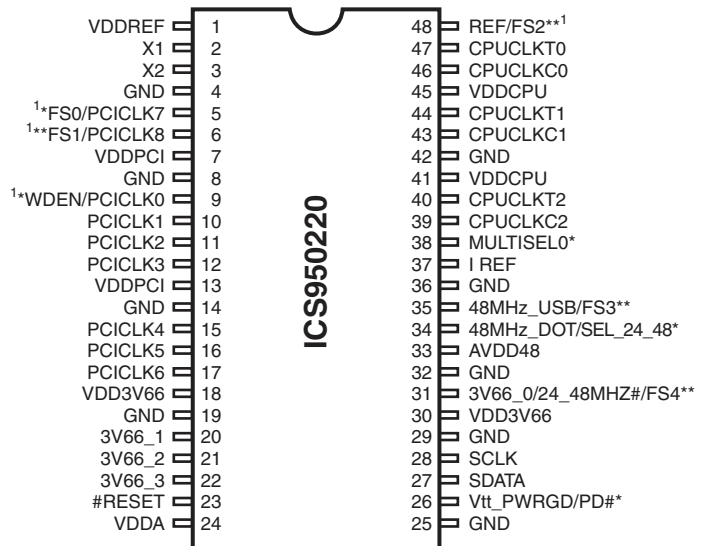 VDDREF 1 48 REF/FS2**1
X1 2 47 CPUCLKT0
X2 3 46 CPUCLKC0
GND 4 45 VDDCPU
1*FS0/PCICLK7 5 44 CPUCLKT1
1**FS1/PCICLK8 6 43 CPUCLKC1
VDDPCI 7 42 GND
GND 8 41 VDDCPU
1*WDEN/PCICLK0 9 40 CPUCLKT2
PCICLK1 10 39 CPUCLKC2
PCICLK2 11 38 MULTISEL0*
PCICLK3 12 37 I REF
VDDPCI 13 36 GND
GND 14 35 48MHz_USB/FS3**
PCICLK4 15 34 48MHz_DOT/SEL_24_48*
PCICLK5 16 33 AVDD48
PCICLK6 17 32 GND
VDD3V66 18 31 3V66_0/24_48MHZ#/FS4**
GND 19 30 VDD3V66
3V66_1 20 29 GND
3V66_2 21 28 SCLK
3V66_3 22 27 SDATA
#RESET 23 26 Vtt_PWRGD/PD#*
VDDA 24 25 GND
ICS950220